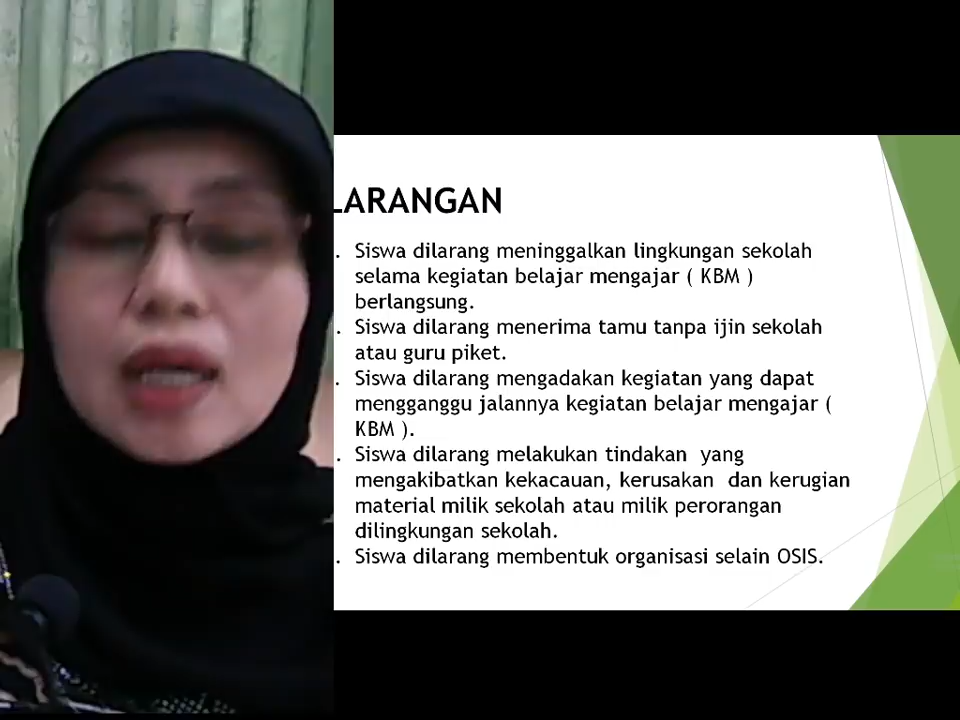 LARANGAN
. Siswa dilarang meninggalkan lingkungan sekolah
selama kegiatan belajar mengajar ( KBM )
berlangsung.
. Siswa dilarang menerima tamu tanpa ijin sekolah
atau guru piket.
. Siswa dilarang mengadakan kegiatan yang dapat
mengganggu jalannya kegiatan belajar mengajar (
KBM ).
. Siswa dilarang melakukan tindakan  yang
mengakibatkan kekacauan, kerusakan  dan kerugian
material milik sekolah atau milik perorangan
dilingkungan sekolah.
. Siswa dilarang membentuk organisasi selain OSIS.